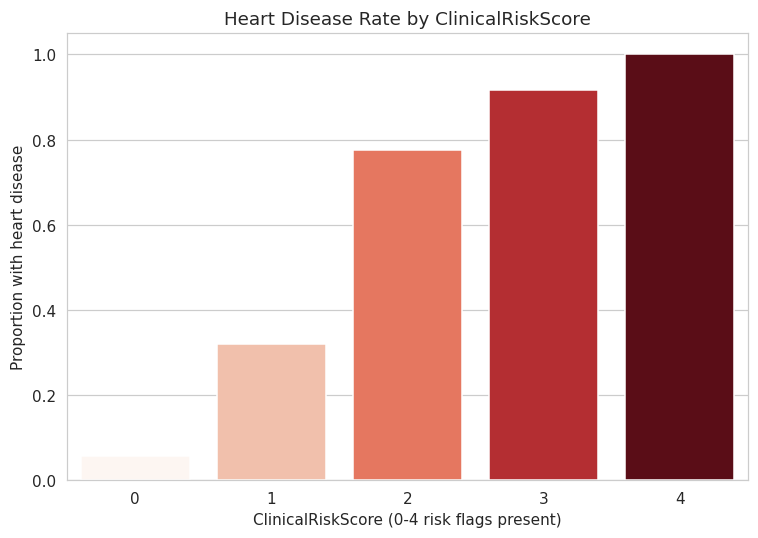 Heart Disease Rate by ClinicalRiskScore
1.0
0.8
0.6
0.4
0.2
0.0
Proportion with heart disease
0 1 2 3 4
ClinicalRiskScore (0-4 risk flags present)